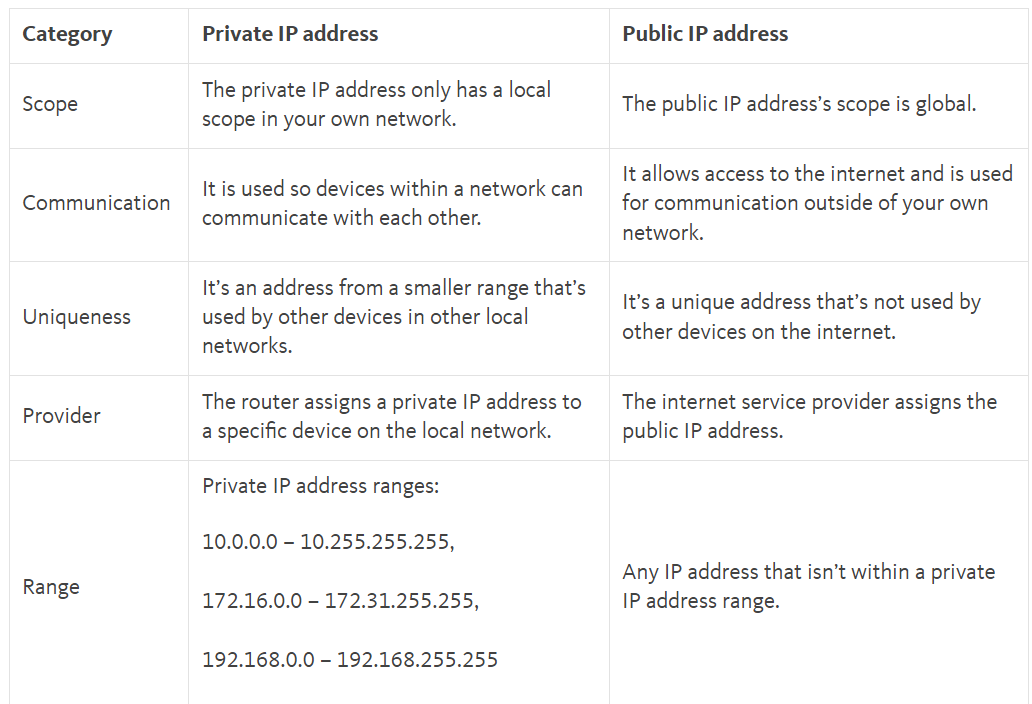 Category
Private IP address
Public IP address
Scope
The private IP address only has a local
scope in your own network.
The public IP address’s scope is global.
Communication
It is used so devices within a network can
communicate with each other.
It allows access to the internet and is used
for communication outside of your own
network.
Uniqueness
It’s an address from a smaller range that’s
used by other devices in other local
networks.
It’s a unique address that’s not used by
other devices on the internet.
Provider
The router assigns a private IP address to
a specific device on the local network.
The internet service provider assigns the
public IP address.
Range
Private IP address ranges:
10.0.0.0 – 10.255.255.255,
172.16.0.0 – 172.31.255.255,
192.168.0.0 – 192.168.255.255
Any IP address that isn’t within a private
IP address range.